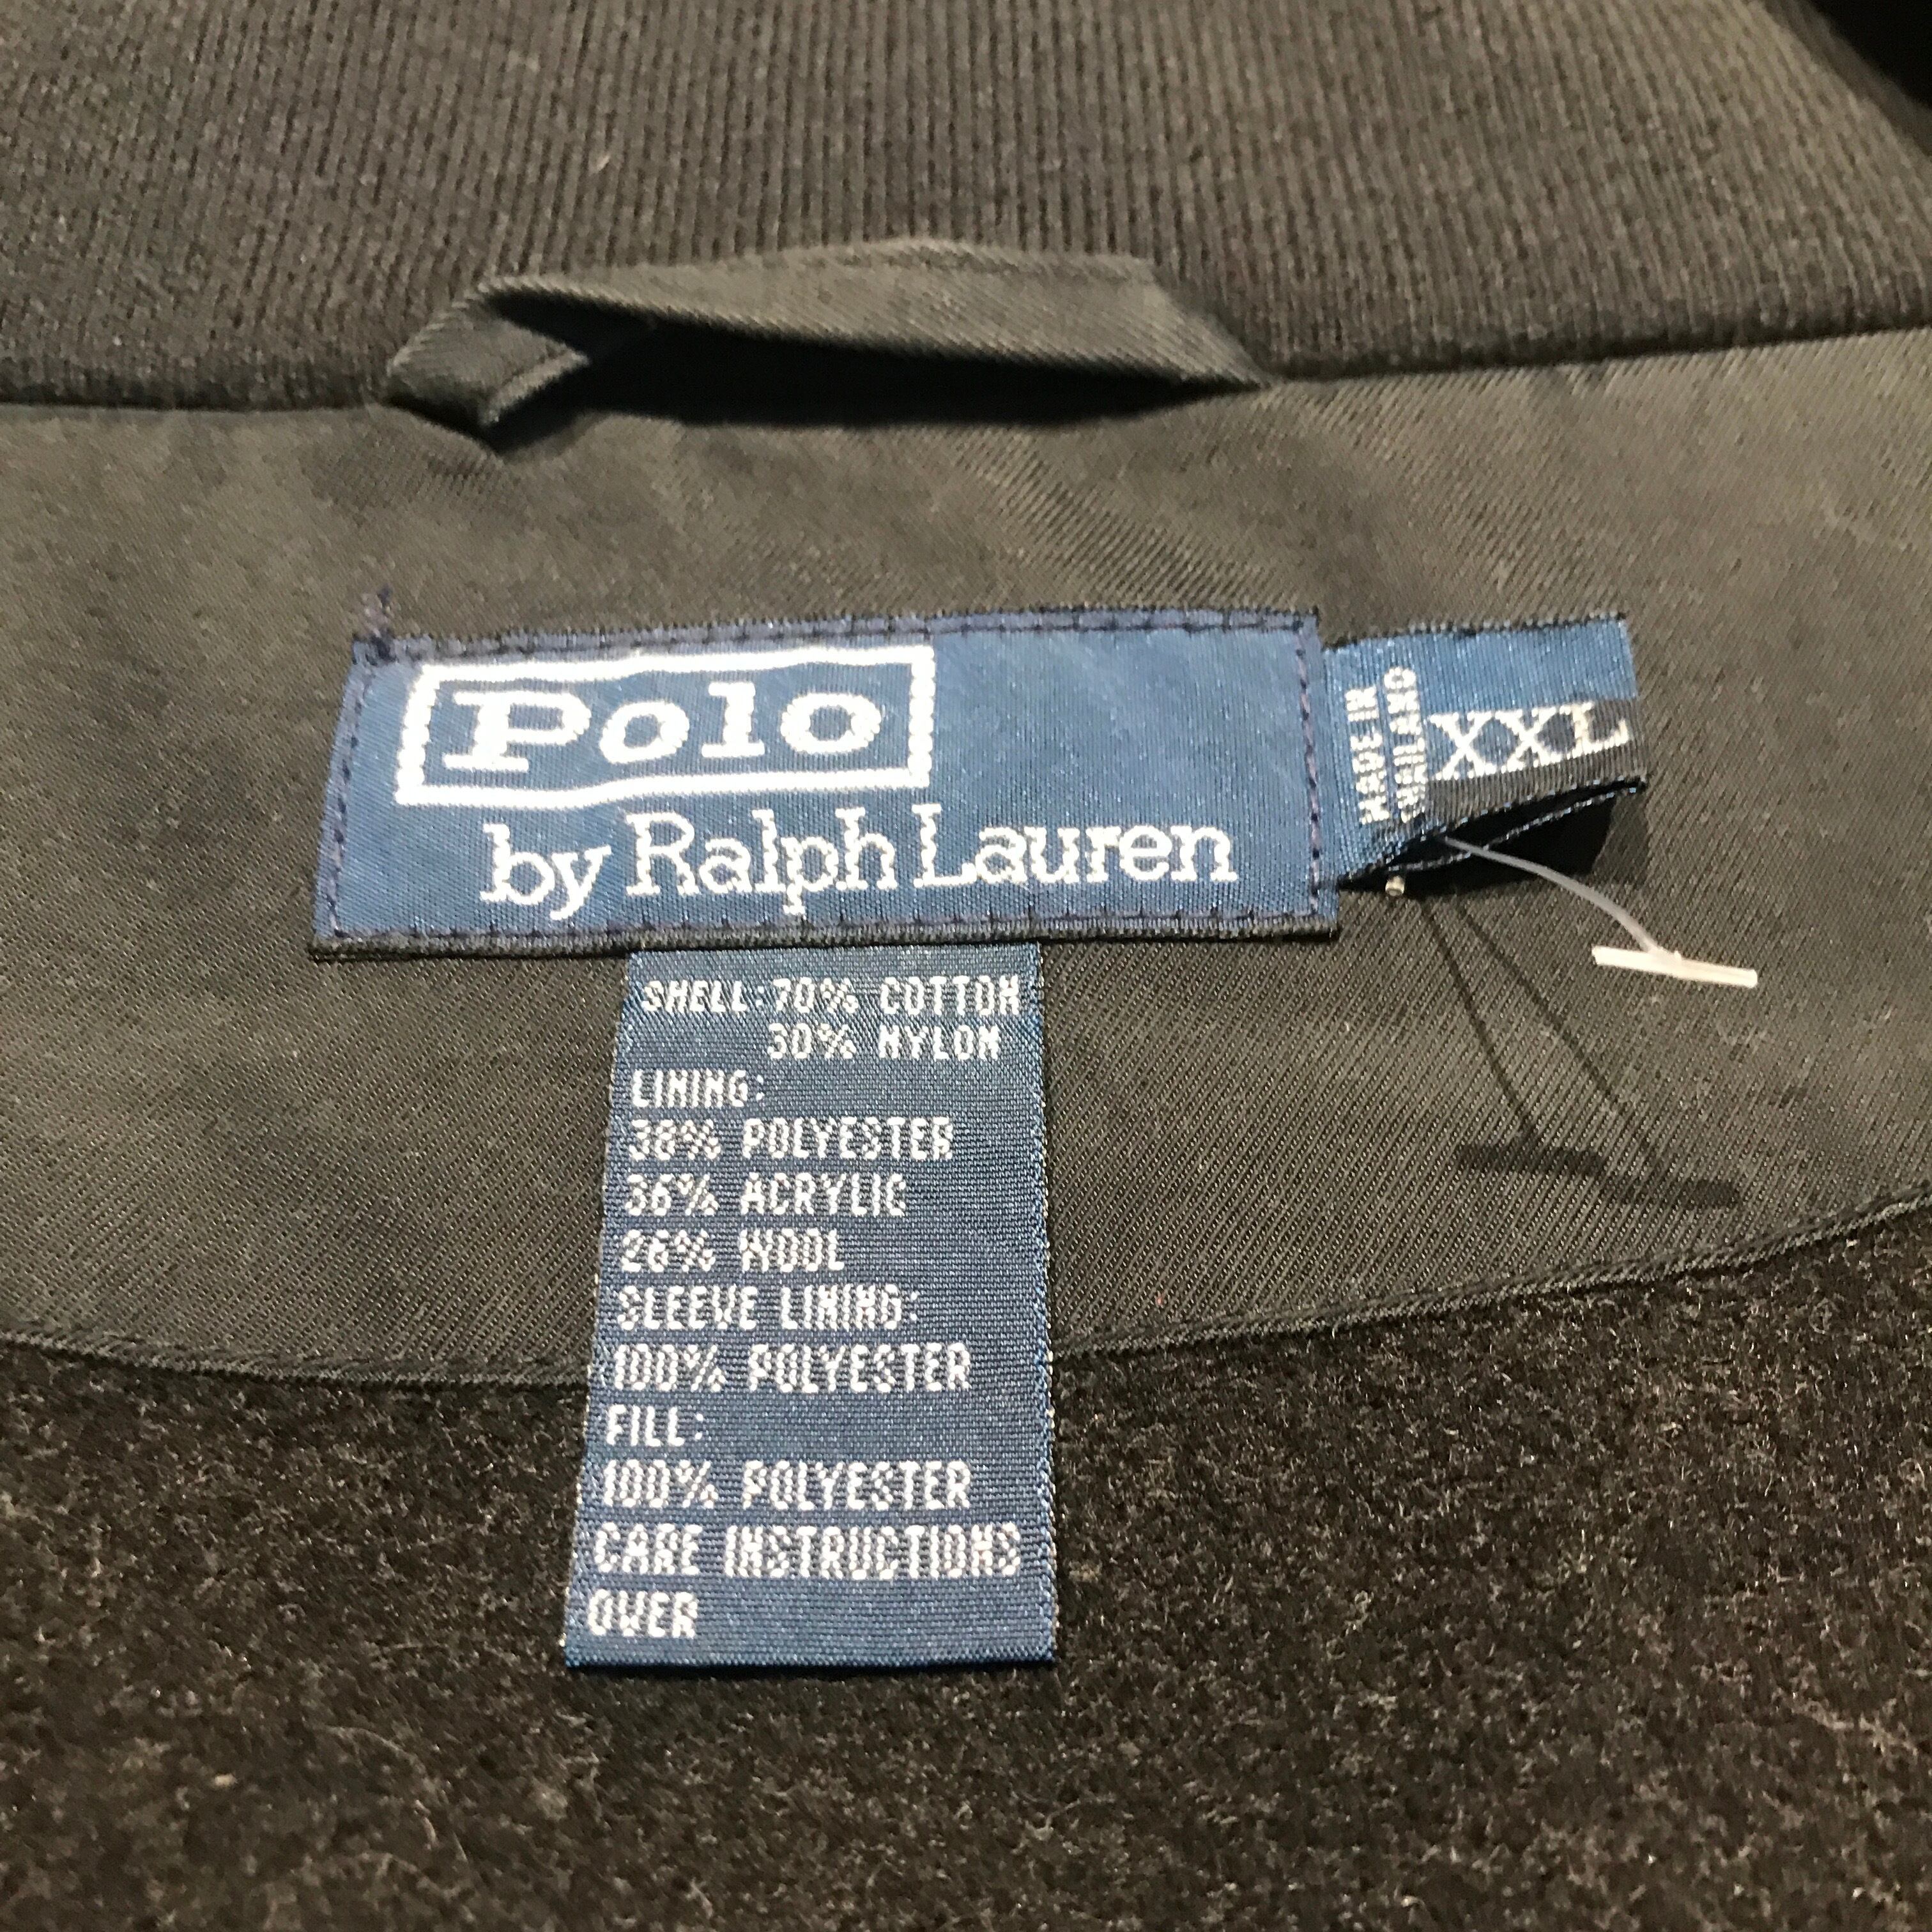 Polo
by Ralph Lauren
MADE IN
XXL
SHELL: 70% COTTON
30% NYLON
LINING:
38% POLYESTER
36% ACRYLIC
26% WOOL
SLEEVE LINING:
100% POLYESTER
FILL:
100% POLYESTER
CARE INSTRUCTIONS
OVER